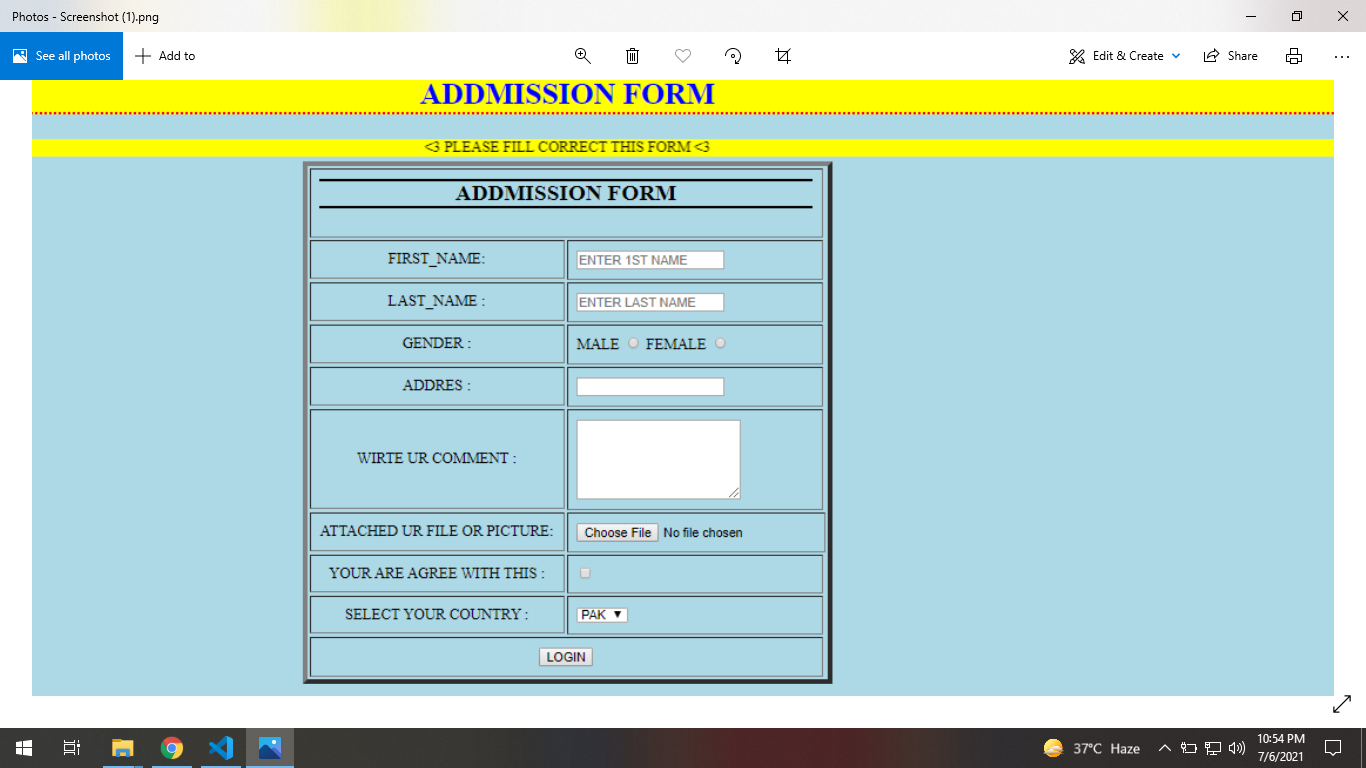 Photos - Screenshot (1).png
See all photos
Add to
Edit & Create
Share
ADDMISSION FORM
<3 PLEASE FILL CORRECT THIS FORM <3
ADDMISSION FORM
FIRST_NAME: ENTER 1ST NAME
LAST_NAME : ENTER LAST NAME
GENDER : MALE FEMALE
ADDRES :
WIRTE UR COMMENT :
ATTACHED UR FILE OR PICTURE: Choose File No file chosen
YOUR ARE AGREE WITH THIS :
SELECT YOUR COUNTRY : PAK
LOGIN
37°C Haze
10:54 PM
7/6/2021